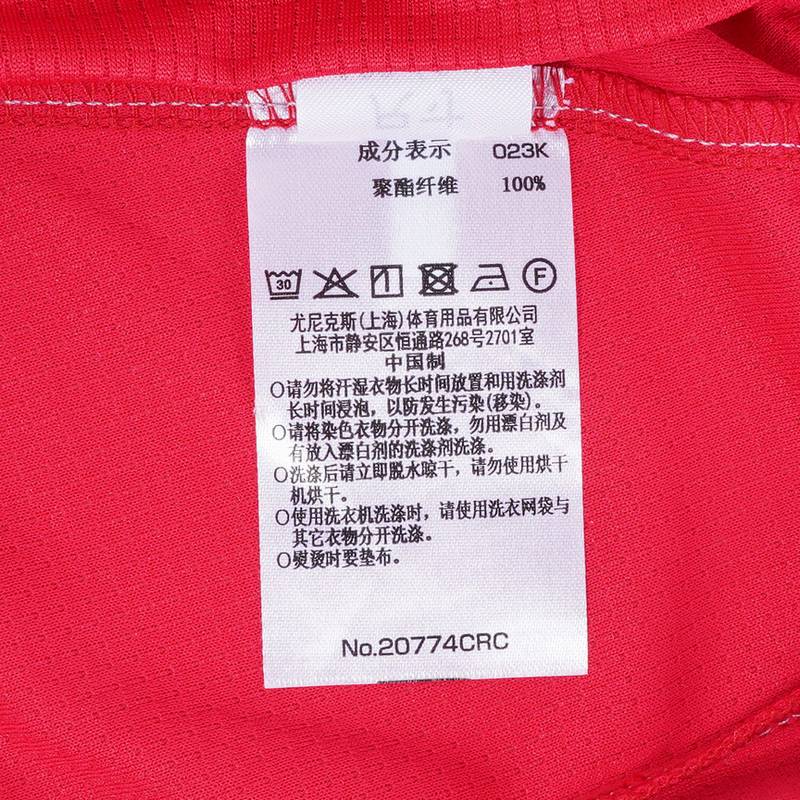 成分表示 023K
聚酯纤维 100%
30
F
尤尼克斯(上海)体育用品有限公司
上海市静安区恒通路268号2701室
中国制
○请勿将汗湿衣物长时间放置和用洗涤剂
长时间浸泡，以防发生污染(移染)。
○请将染色衣物分开洗涤，勿用漂白剂及
有放入漂白剂的洗涤剂洗涤。
○洗涤后请立即脱水晾干，请勿使用烘干
机烘干。
○使用洗衣机洗涤时，请使用洗衣网袋与
其它衣物分开洗涤。
○熨烫时要垫布。
No.20774CRC